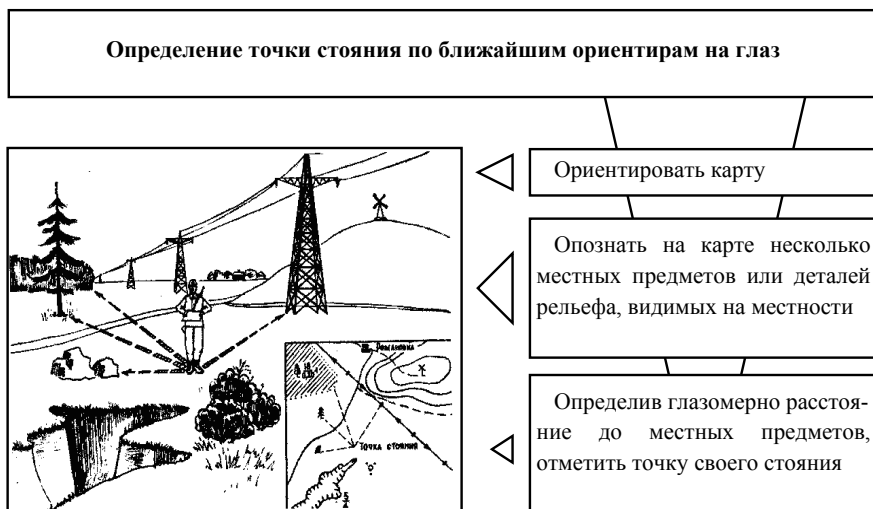 Определение точки стояния по ближайшим ориентирам на глаз
Ориентировать карту
Опознать на карте несколько
местных предметов или деталей
рельефа, видимых на местности
Определив глазомерно расстоя-
ние до местных предметов,
отметить точку своего стояния
точка стояния